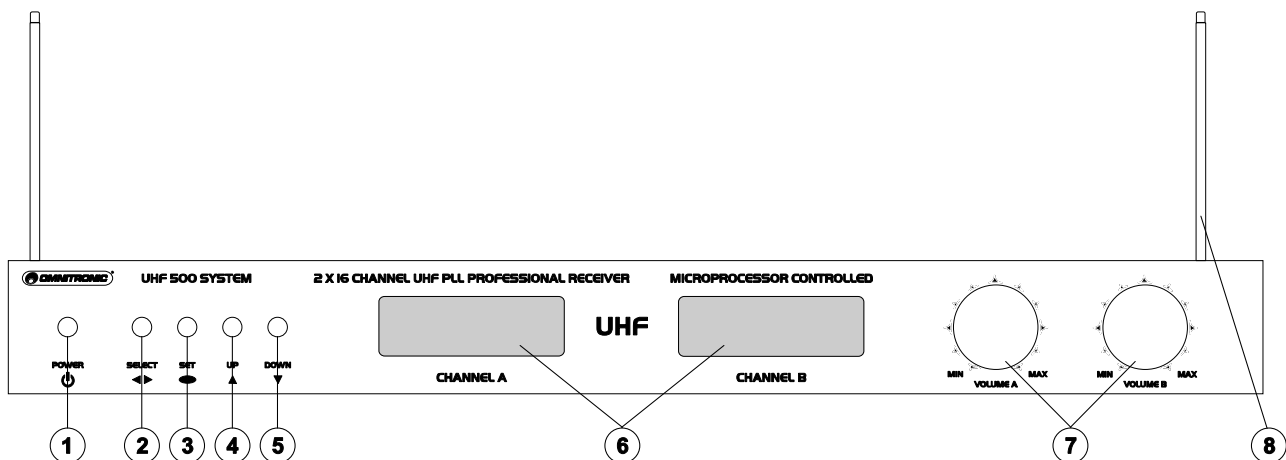 OMNITRONIC®
UHF 500 SYSTEM
2 X 16 CHANNEL UHF PLL PROFESSIONAL RECEIVER
MICROPROCESSOR CONTROLLED
UHF
POWER
SELECT
SET
UP
DOWN
CHANNEL A
CHANNEL B
MIN
MAX
VOLUME A
MIN
MAX
VOLUME B
1
2
3
4
5
6
7
8